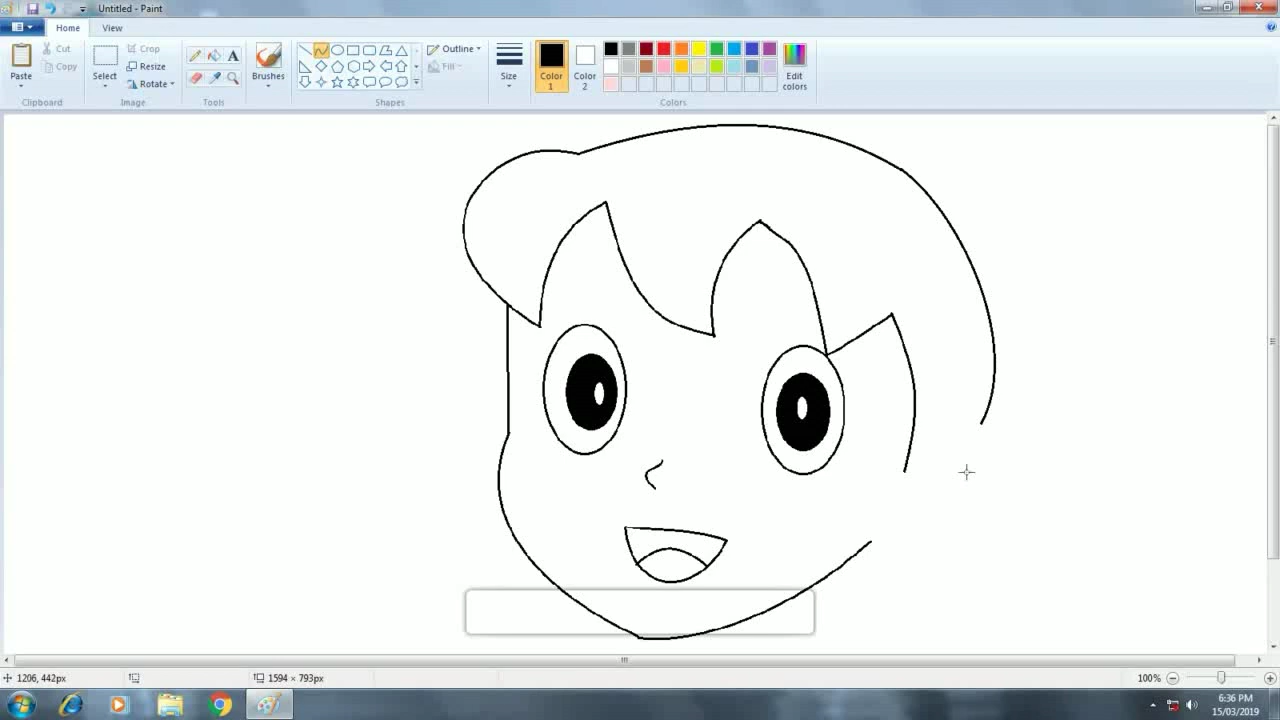 Untitled - Paint
Home View
Paste
Cut
Copy
Clipboard
Select
Crop
Resize
Rotate
Image
Tools
Brushes
Shapes
Outline
Fill
Size
Color
1
Color
2
Edit
colors
Colors
1206, 442px
1594 × 793px
100%
6:36 PM
15/03/2019